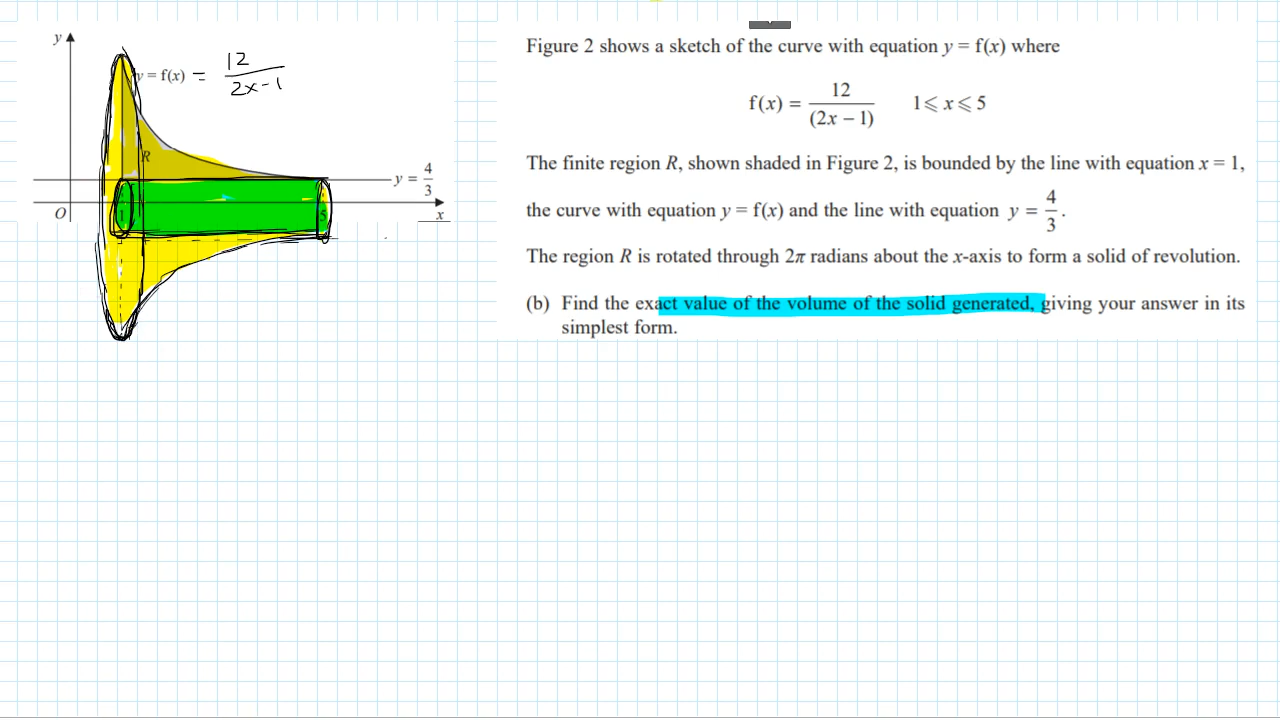 y
y = f(x) = 12 / 2x-1
R
y = 4/3
O
1
5
x
Figure 2 shows a sketch of the curve with equation y = f(x) where
f(x) = 12 / (2x − 1)    1 ⩽ x ⩽ 5
The finite region R, shown shaded in Figure 2, is bounded by the line with equation x = 1,
the curve with equation y = f(x) and the line with equation y = 4/3.
The region R is rotated through 2π radians about the x-axis to form a solid of revolution.
(b) Find the exact value of the volume of the solid generated, giving your answer in its
simplest form.